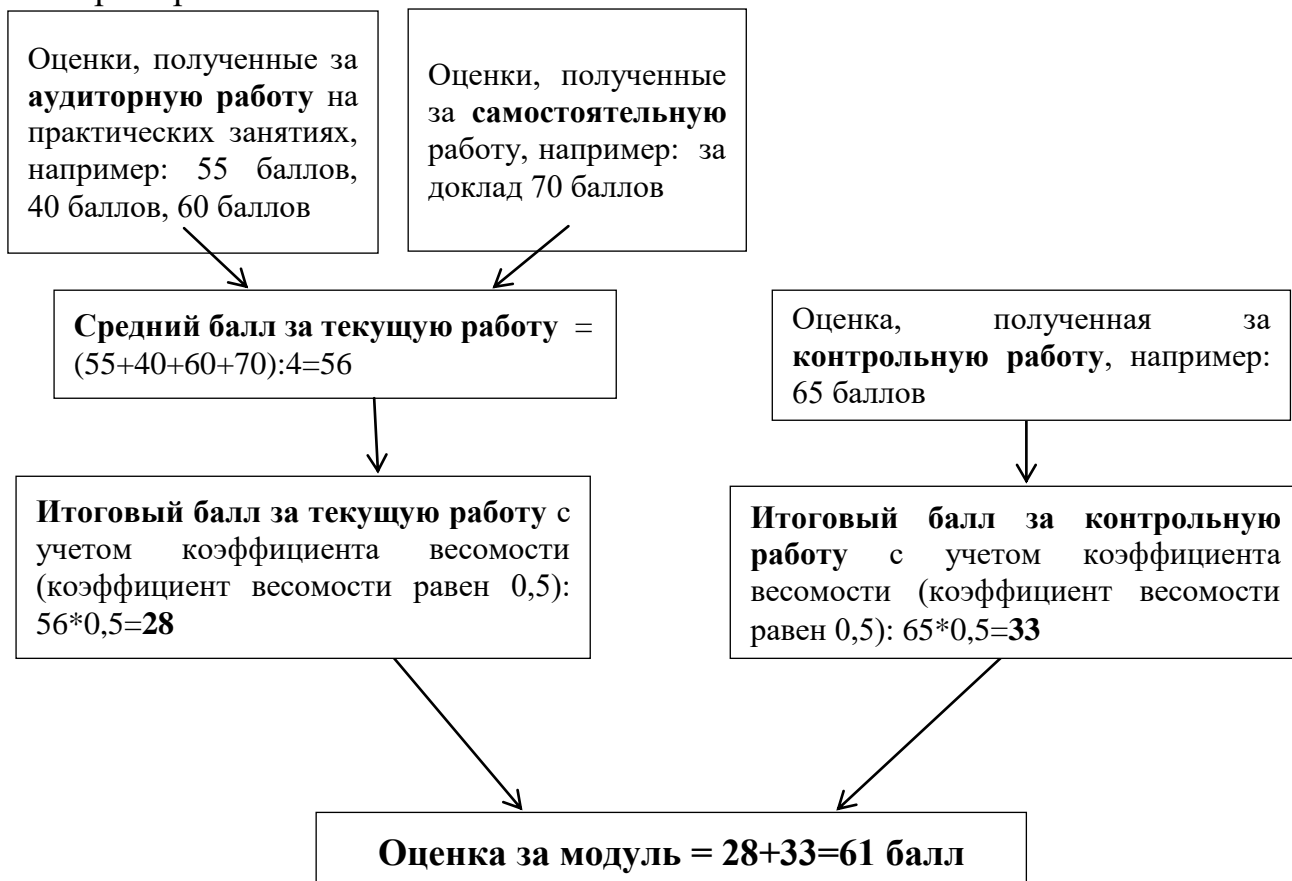 Оценки, полученные за
аудиторную работу на
практических занятиях,
например: 55 баллов,
40 баллов, 60 баллов
Оценки, полученные
за самостоятельную
работу, например: за
доклад 70 баллов
Средний балл за текущую работу =
(55+40+60+70):4=56
Оценка, полученная за
контрольную работу, например:
65 баллов
Итоговый балл за текущую работу с
учетом коэффициента весомости
(коэффициент весомости равен 0,5):
56*0,5=28
Итоговый балл за контрольную
работу с учетом коэффициента
весомости (коэффициент весомости
равен 0,5): 65*0,5=33
Оценка за модуль = 28+33=61 балл